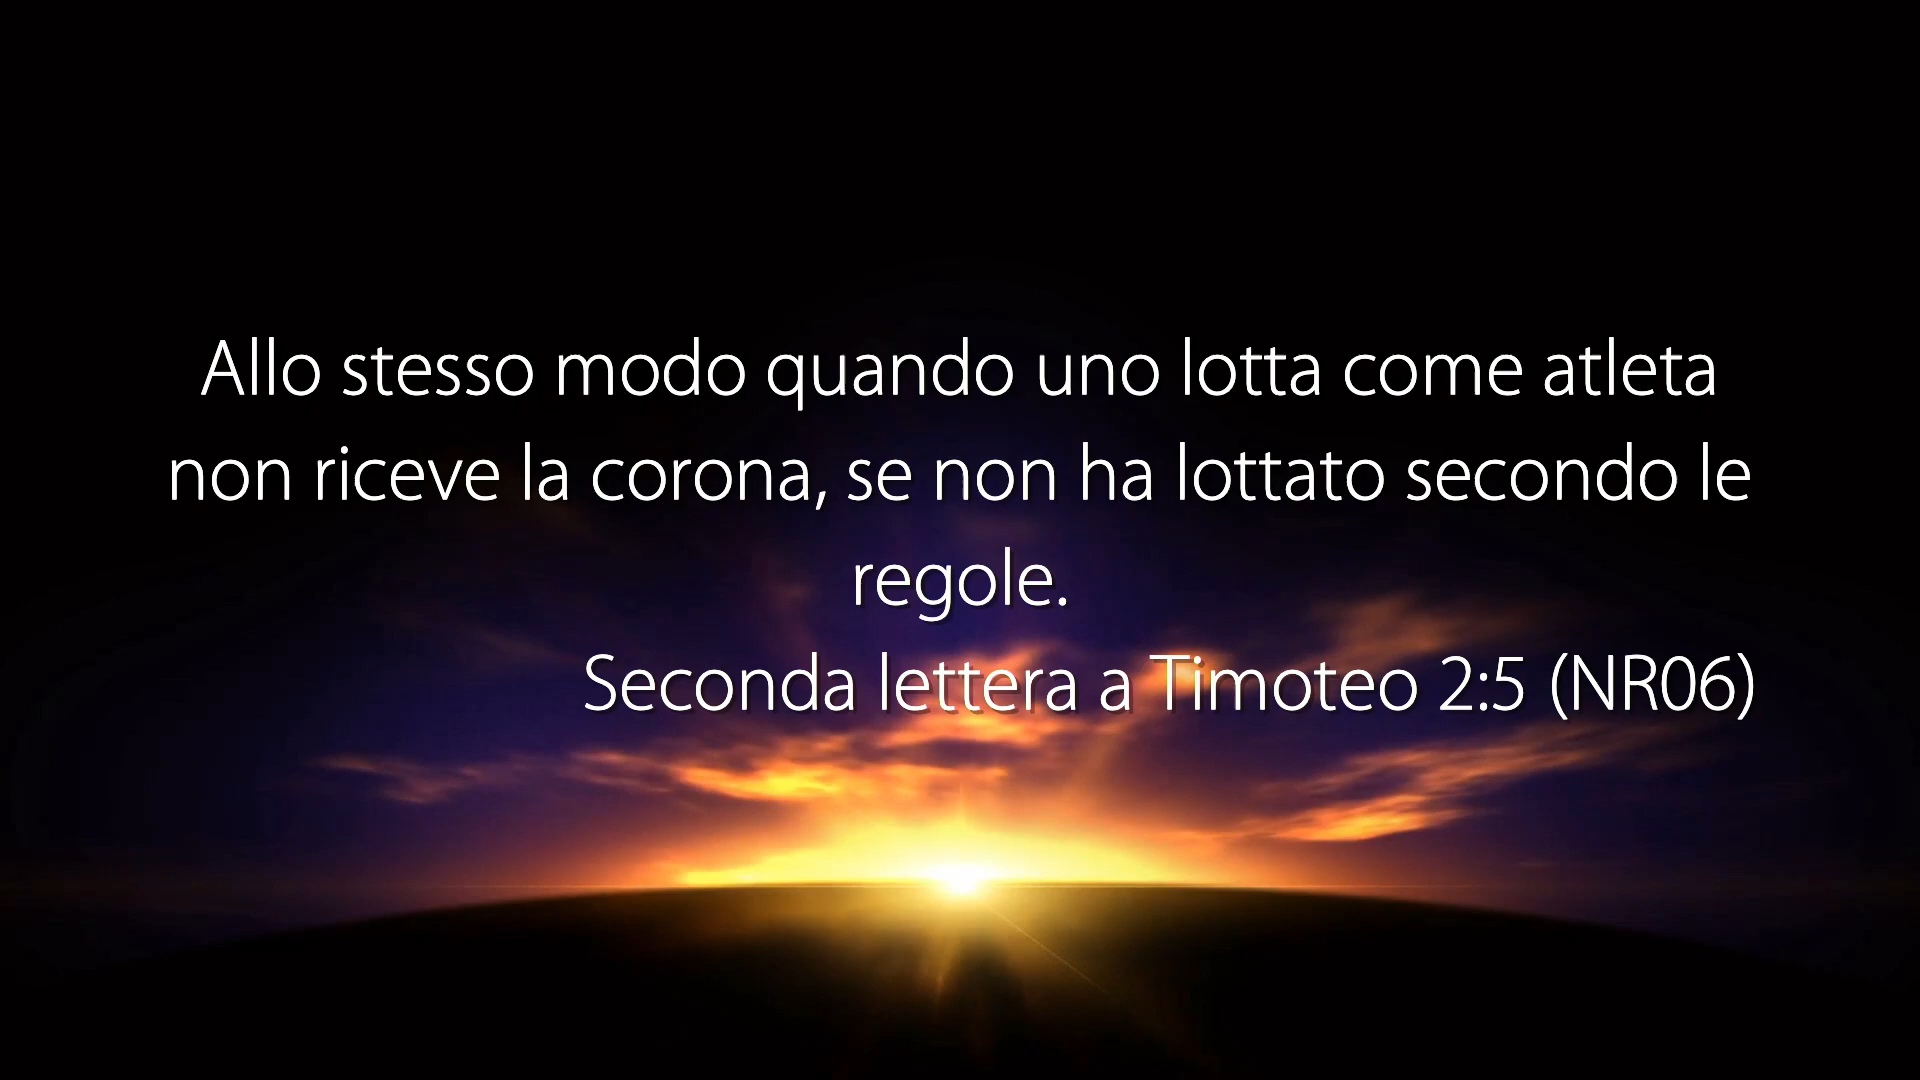 Allo stesso modo quando uno lotta come atleta
non riceve la corona, se non ha lottato secondo le
regole.
Seconda lettera a Timoteo 2:5 (NR06)